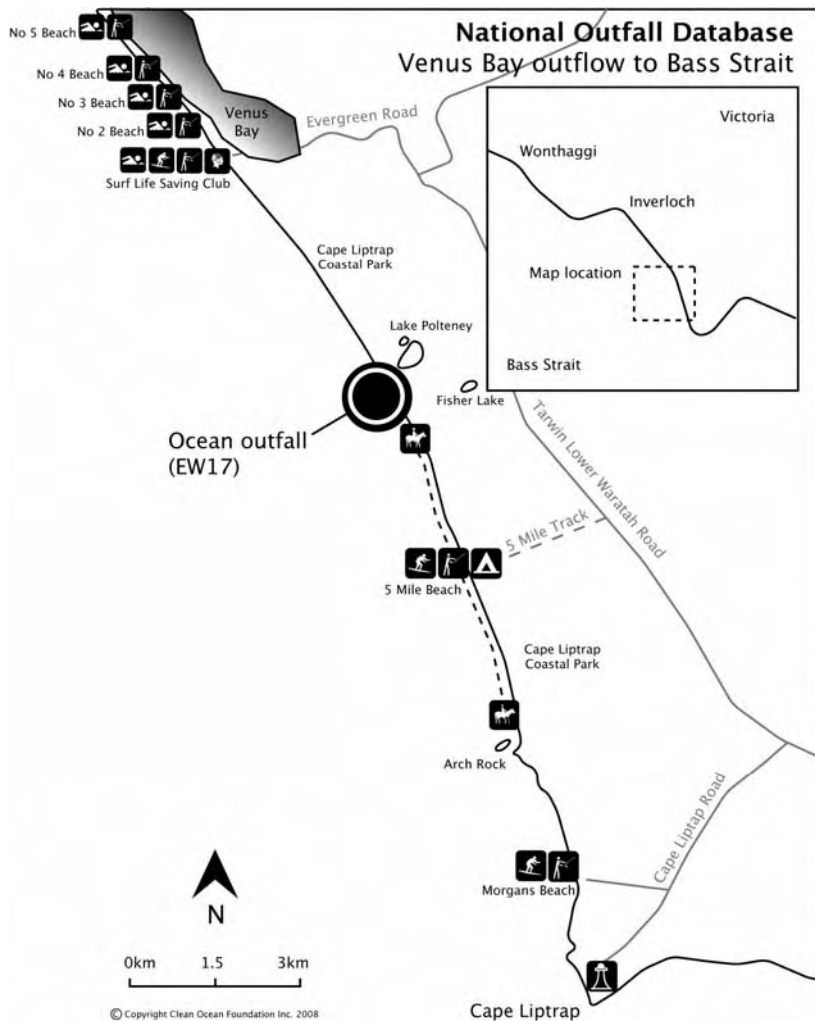 National Outfall Database
Venus Bay outflow to Bass Strait
No 5 Beach
No 4 Beach
No 3 Beach
No 2 Beach
Surf Life Saving Club
Venus
Bay
Evergreen Road
Victoria
Wonthaggi
Inverloch
Map location
Bass Strait
Cape Liptrap
Coastal Park
Lake Polteney
Fisher Lake
Ocean outfall
(EW17)
Tarwin Lower Waratah Road
5 Mile Track
5 Mile Beach
Cape Liptrap
Coastal Park
Arch Rock
Cape Liptap Road
Morgans Beach
N
0km
1.5
3km
Cape Liptrap
© Copyright Clean Ocean Foundation Inc. 2008